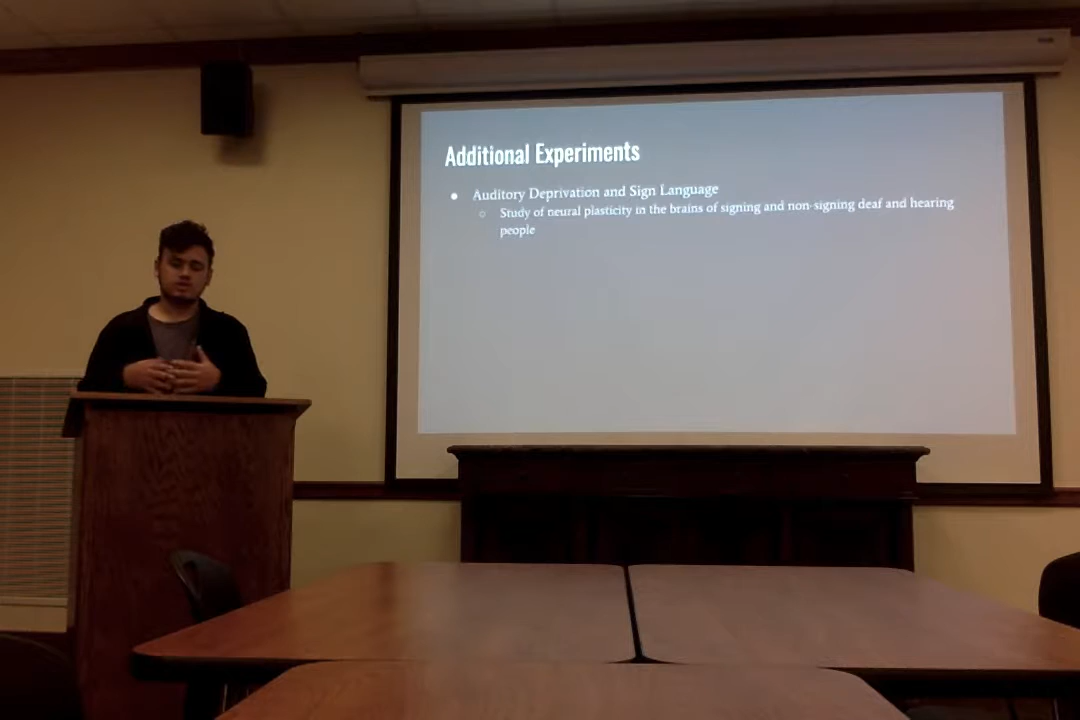 Additional Experiments
● Auditory Deprivation and Sign Language
○ Study of neural plasticity in the brains of signing and non-signing deaf and hearing
people